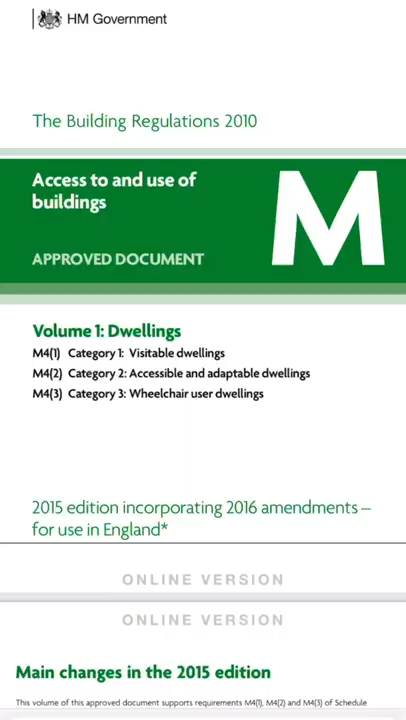 HM Government
The Building Regulations 2010
Access to and use of
buildings
M
APPROVED DOCUMENT
Volume 1: Dwellings
M4(1) Category 1: Visitable dwellings
M4(2) Category 2: Accessible and adaptable dwellings
M4(3) Category 3: Wheelchair user dwellings
2015 edition incorporating 2016 amendments –
for use in England*
ONLINE VERSION
ONLINE VERSION
Main changes in the 2015 edition
This volume of this approved document supports requirements M4(1), M4(2) and M4(3) of Schedule